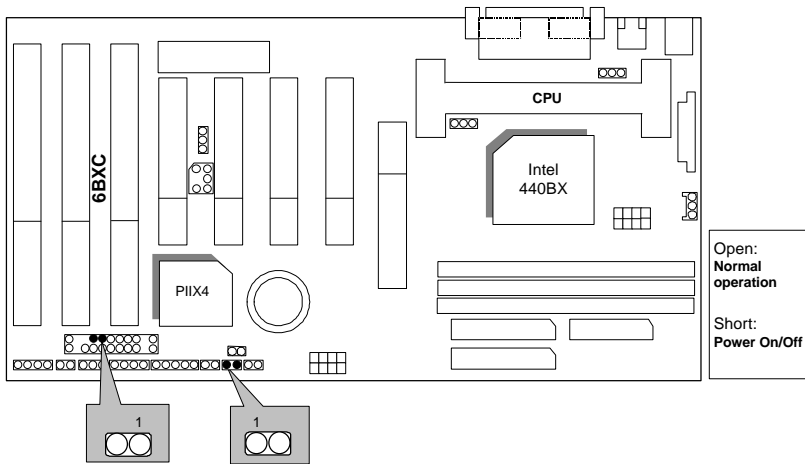 CPU
6BXC
Intel
440BX
PIIX4
Open:
Normal
operation
Short:
Power On/Off
1
1